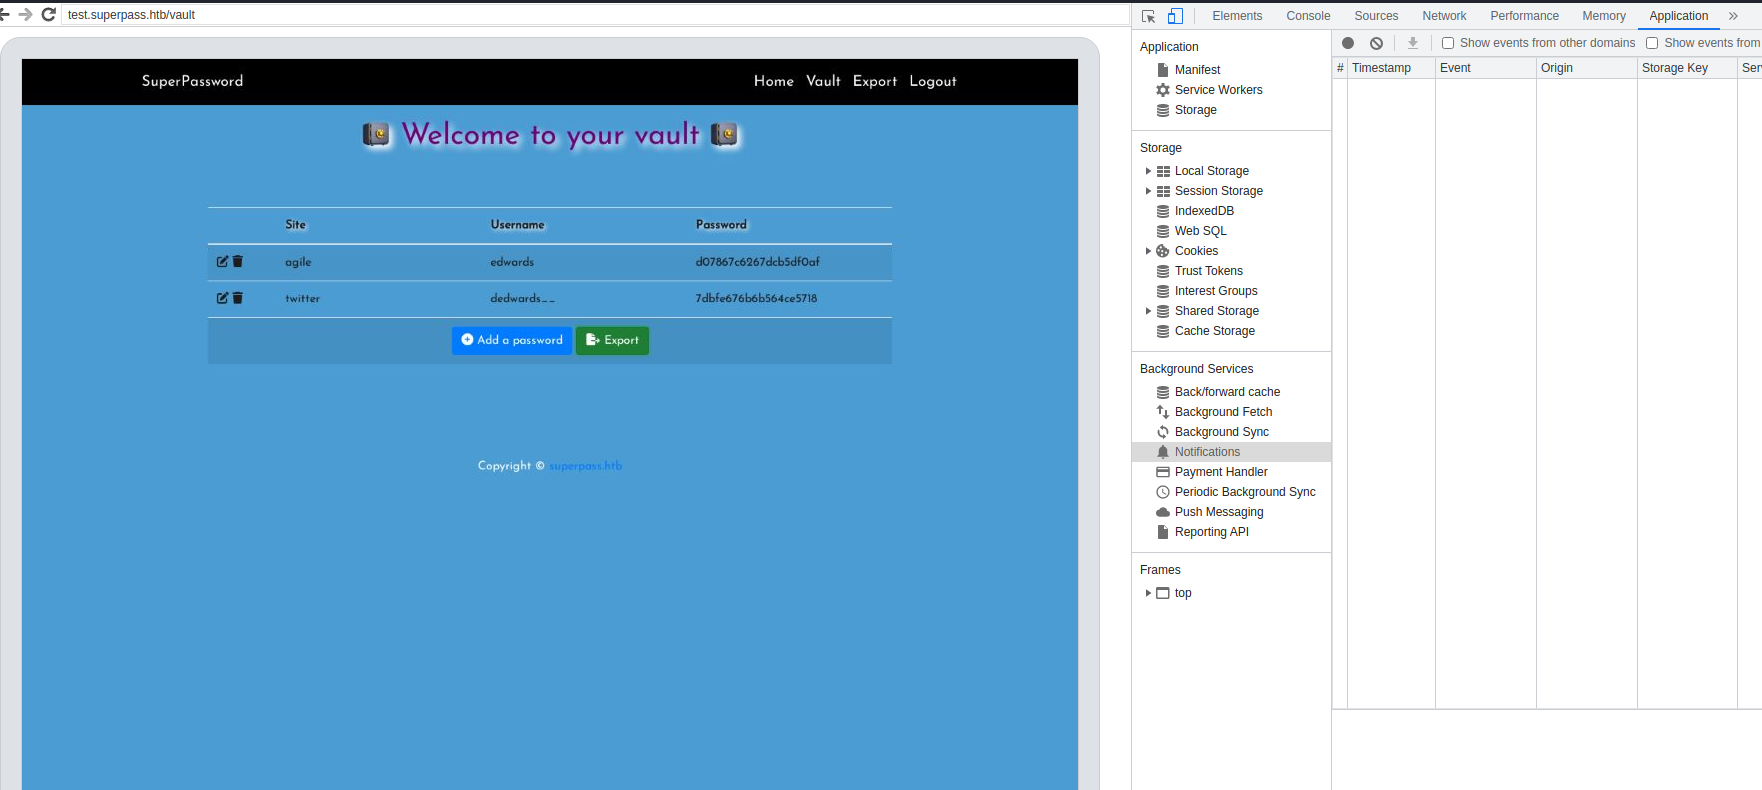 test.superpass.htb/vault
SuperPassword
Home Vault Export Logout
Welcome to your vault
Site Username Password
agile edwards d07867c6267dcb5df0af
twitter dedwards__ 7dbfe676b6b564ce5718
Add a password Export
Copyright © superpass.htb
Elements Console Sources Network Performance Memory Application »
Application
Manifest
Service Workers
Storage
Storage
Local Storage
Session Storage
IndexedDB
Web SQL
Cookies
Trust Tokens
Interest Groups
Shared Storage
Cache Storage
Background Services
Back/forward cache
Background Fetch
Background Sync
Notifications
Payment Handler
Periodic Background Sync
Push Messaging
Reporting API
Frames
top
Show events from other domains Show events from
# Timestamp Event Origin Storage Key Ser